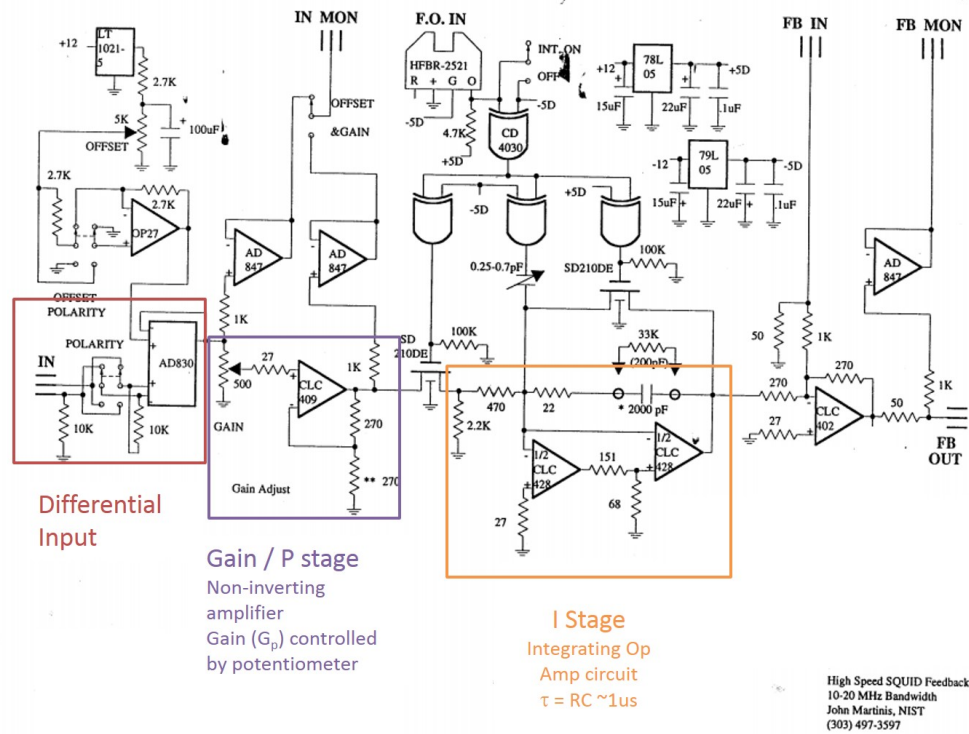 IN MON
F.O. IN
FB IN
FB MON
LT
1021-
5
+12
2.7K
5K
OFFSET
100uF
+
2.7K
2.7K
OP27
-
+
OFFSET
POLARITY
OFFSET
&GAIN
AD
847
AD
847
HFBR-2521
R + G O
-5D
4.7K
+5D
INT-ON
OFF
-5D
CD
4030
-5D
+5D
+12
78L
05
+5D
15uF
22uF
.1uF
-12
79L
05
-5D
15uF
22uF
.1uF
0.25-0.7pF
SD210DE
100K
100K
SD
210DE
AD
847
IN
POLARITY
10K
10K
AD830
1K
500
GAIN
27
CLC
409
1K
270
** 270
Gain Adjust
2.2K
470
22
33K
(200pF)
* 2000 pF
1/2
CLC
428
151
68
27
1/2
CLC
428
50
1K
270
270
27
CLC
402
50
1K
FB
OUT
Differential
Input
Gain / P stage
Non-inverting
amplifier
Gain (Gp) controlled
by potentiometer
I Stage
Integrating Op
Amp circuit
τ = RC ~1us
High Speed SQUID Feedback
10-20 MHz Bandwidth
John Martinis, NIST
(303) 497-3597